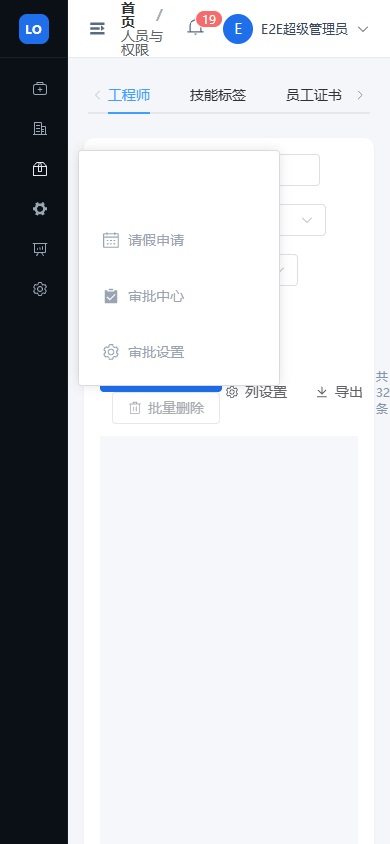 LO
首页 /
人员与权限
19
E
E2E超级管理员
工程师
技能标签
员工证书
请假申请
审批中心
审批设置
列设置
导出
共 32 条
批量删除